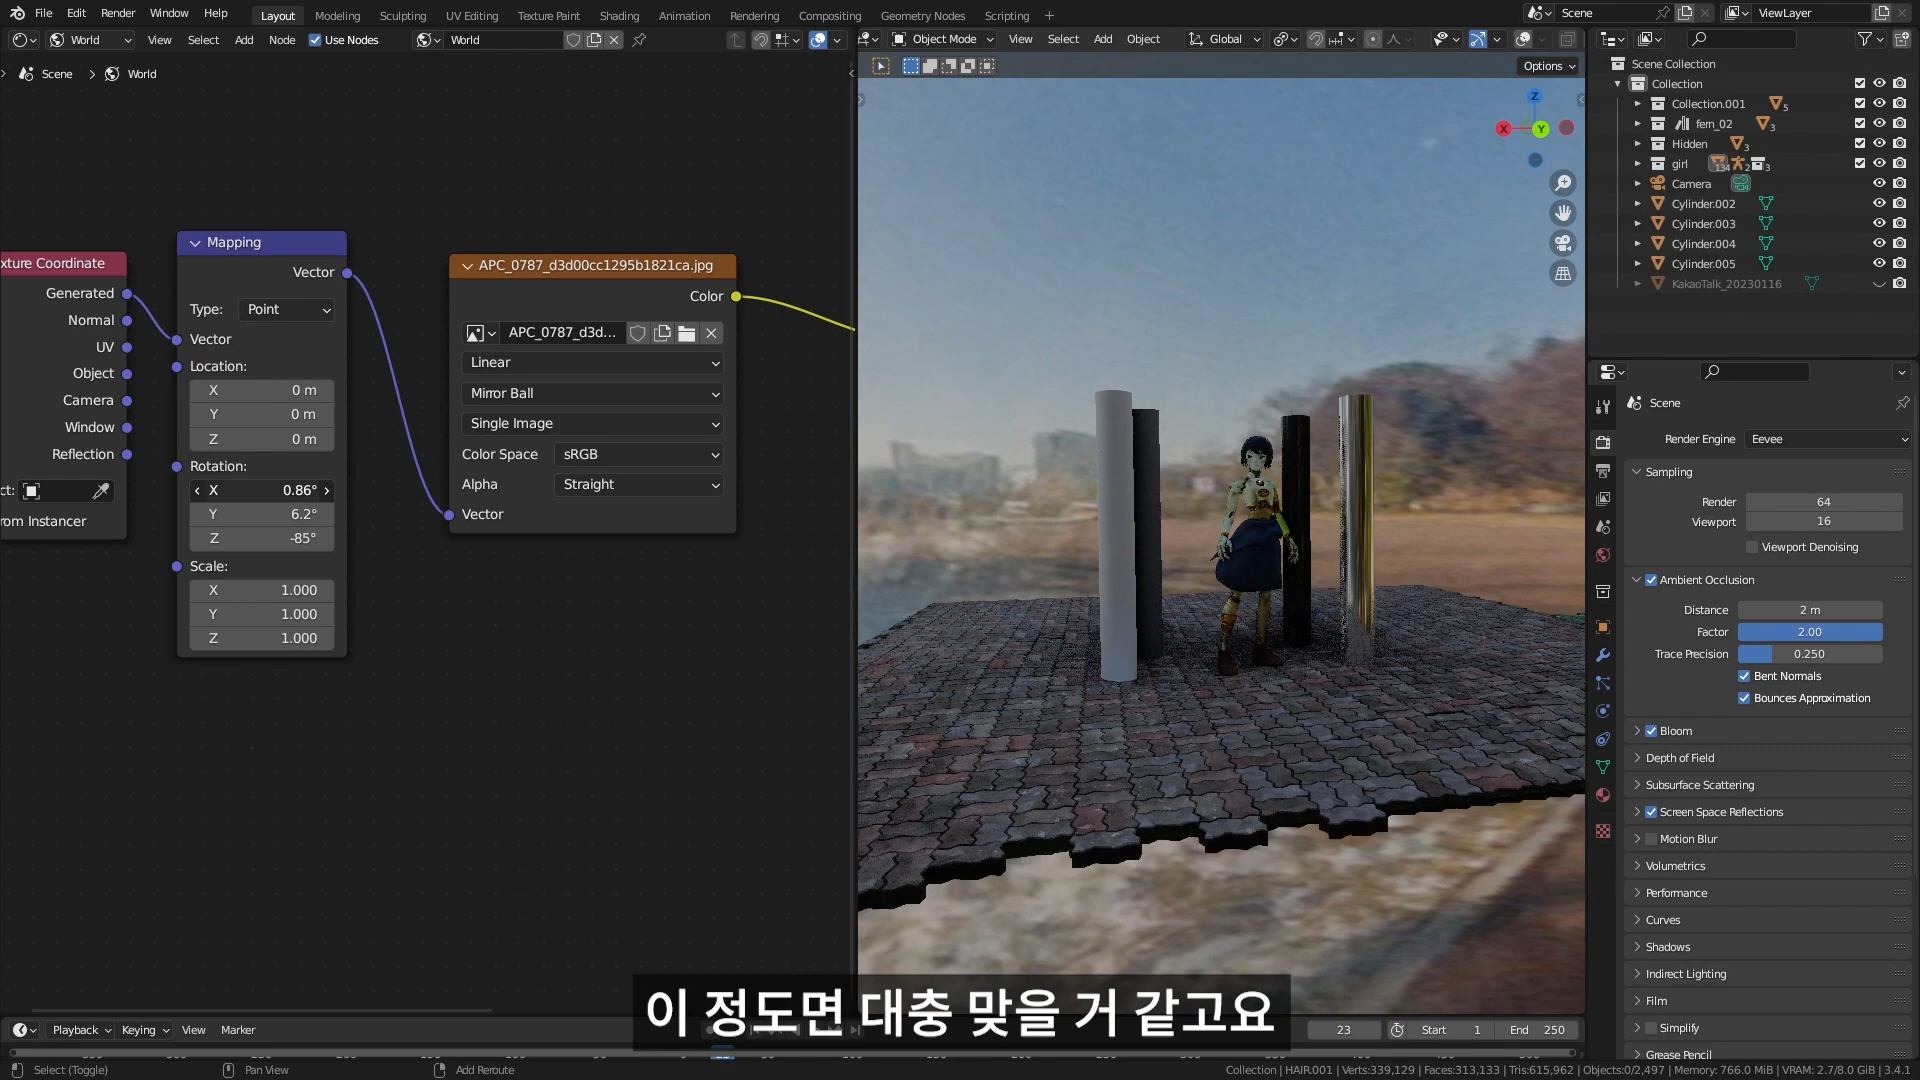 File Edit Render Window Help Layout Modeling Sculpting UV Editing Texture Paint Shading Animation Rendering Compositing Geometry Nodes Scripting + Scene ViewLayer
World View Select Add Node Use Nodes World
Object Mode View Select Add Object Global
Options
Scene World
xture Coordinate
Generated
Normal
UV
Object
Camera
Window
Reflection
ct:
rom Instancer
Mapping
Vector
Type: Point
Vector
Location:
X 0 m
Y 0 m
Z 0 m
Rotation:
X 0.86°
Y 6.2°
Z -85°
Scale:
X 1.000
Y 1.000
Z 1.000
APC_0787_d3d00cc1295b1821ca.jpg
Color
APC_0787_d3d...
Linear
Mirror Ball
Single Image
Color Space sRGB
Alpha Straight
Vector
Z
X Y
Scene Collection
Collection
Collection.001 5
fem_02 3
Hidden 3
girl 134 2 3
Camera
Cylinder.002
Cylinder.003
Cylinder.004
Cylinder.005
KakaoTalk_20230116
Scene
Render Engine Eevee
Sampling
Render 64
Viewport 16
Viewport Denoising
Ambient Occlusion
Distance 2 m
Factor 2.00
Trace Precision 0.250
Bent Normals
Bounces Approximation
Bloom
Depth of Field
Subsurface Scattering
Screen Space Reflections
Motion Blur
Volumetrics
Performance
Curves
Shadows
Indirect Lighting
Film
Simplify
Grease Pencil
이 정도면 대충 맞을 거 같고요
Playback Keying View Marker 23 Start 1 End 250
Select (Toggle) Pan View Add Reroute Collection | HAIR.001 | Verts:339,129 | Faces:313,133 | Tris:615,962 | Objects:0/2,497 | Memory: 766.0 MiB | VRAM: 2.7/8.0 GiB | 3.4.1